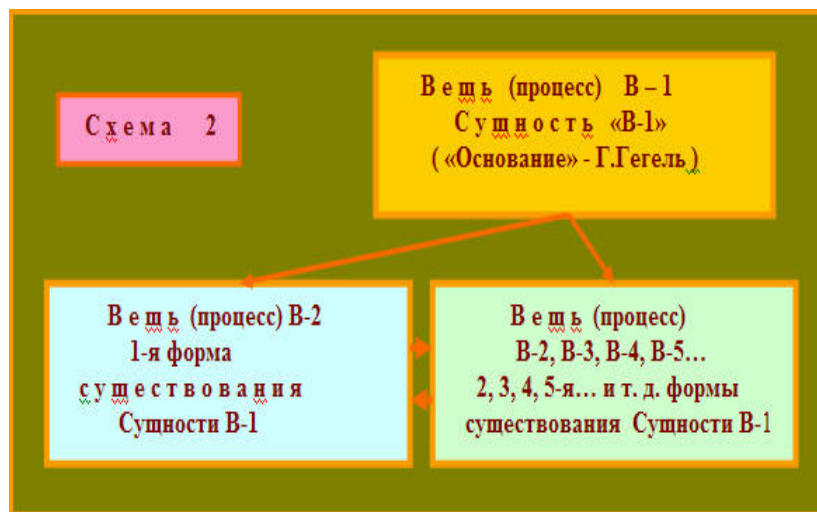 С х е м а 2
В е щ ь (процесс) В – 1
С у щ н о с т ь «В-1»
( «Основание» - Г.Гегель )
В е щ ь (процесс) В-2
1-я форма
с у щ е с т в о в а н и я
Сущности В-1
В е щ ь (процесс)
В-2, В-3, В-4, В-5…
2, 3, 4, 5-я… и т. д. формы
существования Сущности В-1